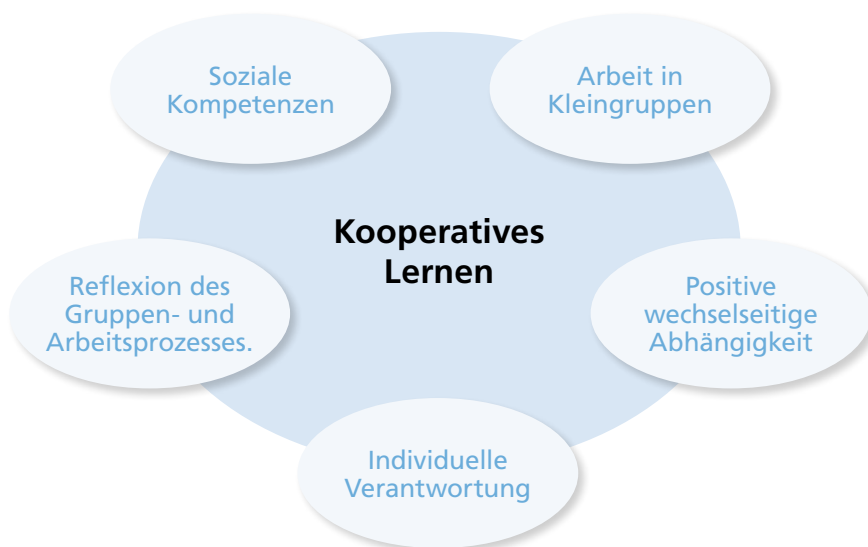 Soziale
Kompetenzen
Arbeit in
Kleingruppen
Kooperatives
Lernen
Reflexion des
Gruppen- und
Arbeitsprozesses.
Positive
wechselseitige
Abhängigkeit
Individuelle
Verantwortung